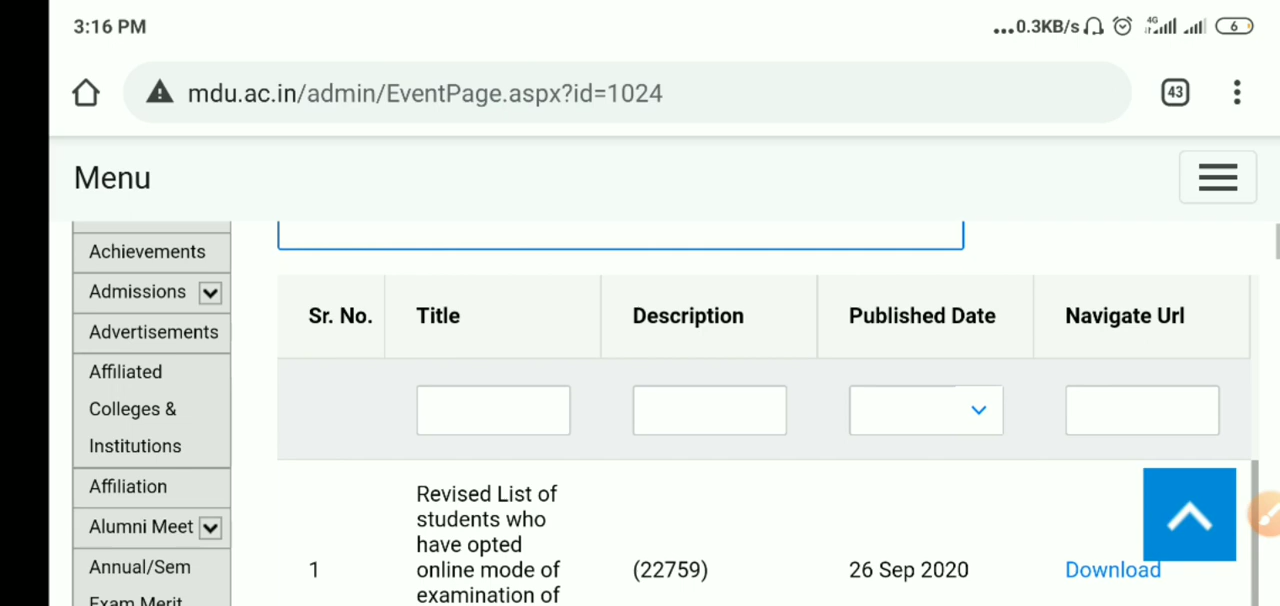 3:16 PM
...0.3KB/s 4G 6
mdu.ac.in/admin/EventPage.aspx?id=1024
43
Menu
Achievements
Admissions
Advertisements
Affiliated
Colleges &
Institutions
Affiliation
Alumni Meet
Annual/Sem
Exam Merit
Sr. No. Title Description Published Date Navigate Url
Revised List of
students who
have opted
1 online mode of (22759) 26 Sep 2020 Download
examination of